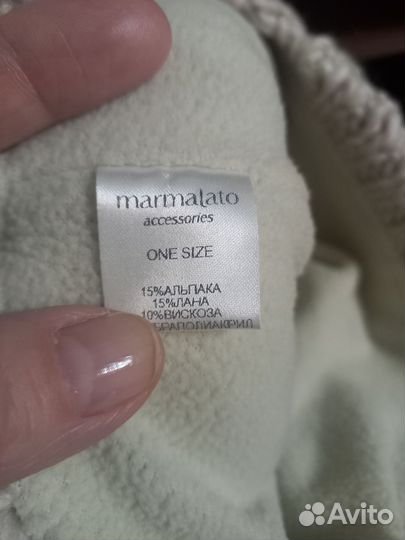 marmalato
accessories
ONE SIZE
15%АЛЬПАКА
15%ЛАНА
10%ВИСКОЗА
Avito